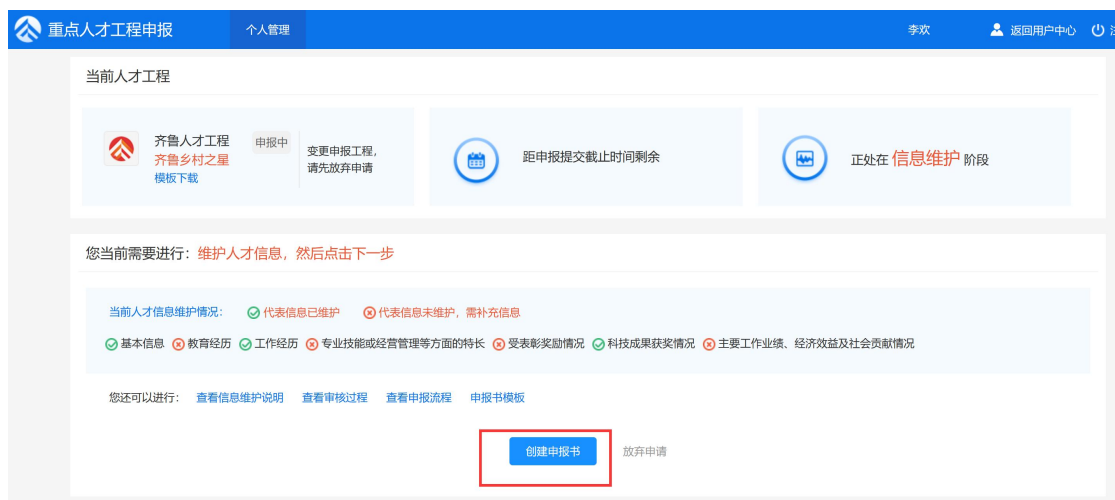 重点人才工程申报 个人管理 李欢 返回用户中心
当前人才工程
齐鲁人才工程 申报中
齐鲁乡村之星
模板下载
变更申报工程，
请先放弃申请
距申报提交截止时间剩余
正处在 信息维护 阶段
您当前需要进行：维护人才信息，然后点击下一步
当前人才信息维护情况： 代表信息已维护 代表信息未维护，需补充信息
基本信息 教育经历 工作经历 专业技能或经营管理等方面的特长 受表彰奖励情况 科技成果获奖情况 主要工作业绩、经济效益及社会贡献情况
您还可以进行： 查看信息维护说明 查看审核过程 查看申报流程 申报书模板
创建申报书 放弃申请